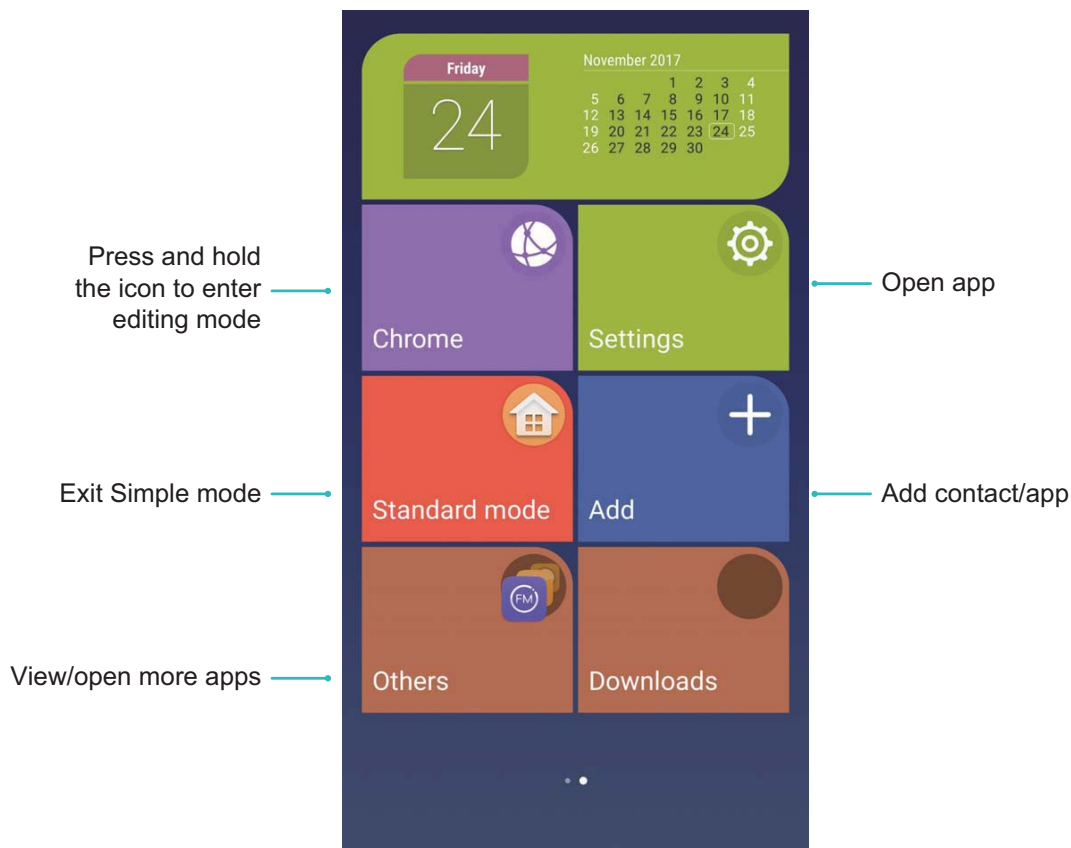 Friday
24
November 2017
1 2 3 4
5 6 7 8 9 10 11
12 13 14 15 16 17 18
19 20 21 22 23 24 25
26 27 28 29 30
Press and hold
the icon to enter
editing mode
Chrome
Settings
Open app
Exit Simple mode
Standard mode
Add
Add contact/app
FM
View/open more apps
Others
Downloads